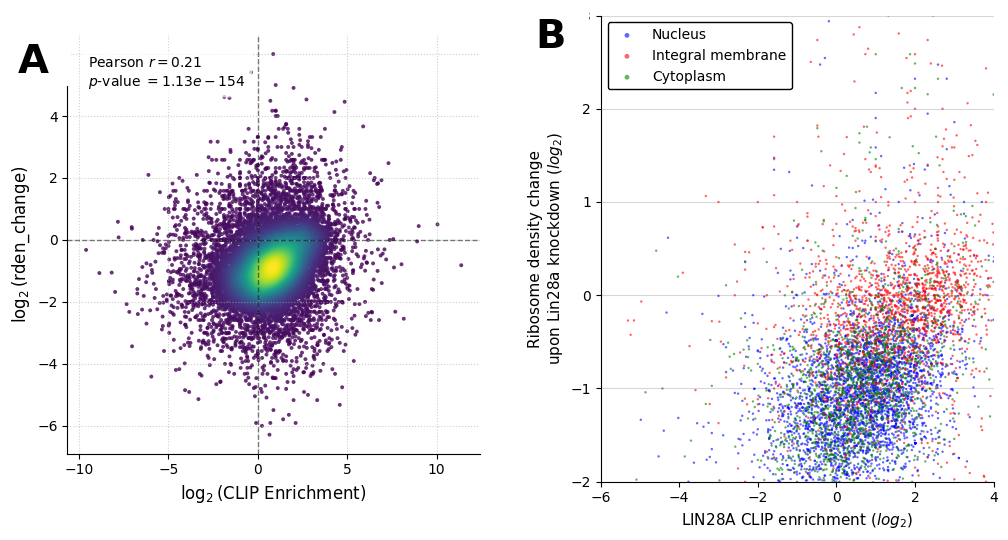 A
Pearson r = 0.21
p-value = 1.13e − 154
4
2
0
−2
−4
−6
−10
−5
0
5
10
log2 (rden_change)
log2 (CLIP Enrichment)
B
Nucleus
Integral membrane
Cytoplasm
2
1
0
−1
−2
−6
−4
−2
0
2
4
Ribosome density change
upon Lin28a knockdown (log2)
LIN28A CLIP enrichment (log2)